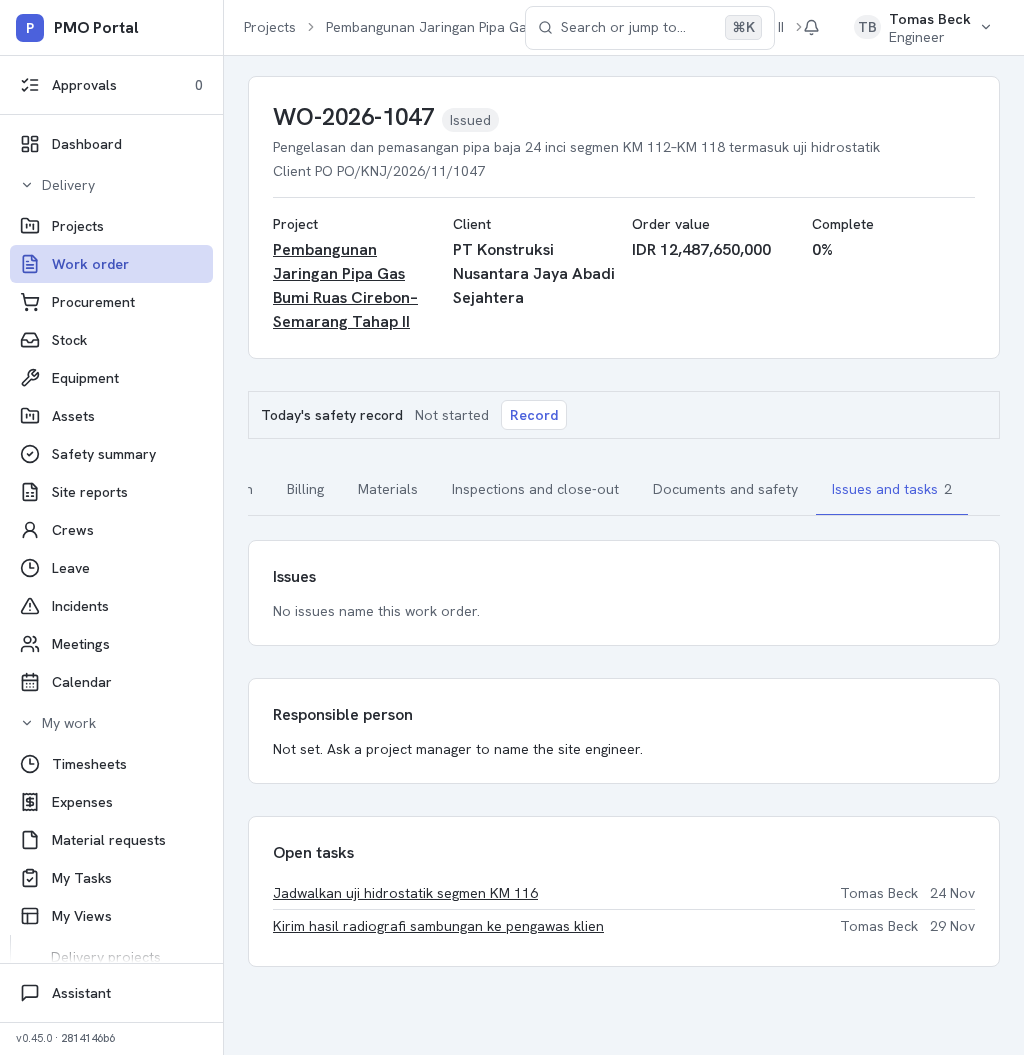 P PMO Portal
Projects > Pembangunan Jaringan Pipa Ga
Search or jump to...
⌘K
II
TB
Tomas Beck
Engineer
Approvals 0
Dashboard
Delivery
Projects
Work order
Procurement
Stock
Equipment
Assets
Safety summary
Site reports
Crews
Leave
Incidents
Meetings
Calendar
My work
Timesheets
Expenses
Material requests
My Tasks
My Views
Delivery projects
Assistant
v0.45.0 · 2814146b6
WO-2026-1047 Issued
Pengelasan dan pemasangan pipa baja 24 inci segmen KM 112–KM 118 termasuk uji hidrostatik
Client PO PO/KNJ/2026/11/1047
Project
Pembangunan
Jaringan Pipa Gas
Bumi Ruas Cirebon–
Semarang Tahap II
Client
PT Konstruksi
Nusantara Jaya Abadi
Sejahtera
Order value
IDR 12,487,650,000
Complete
0%
Today's safety record Not started Record
n Billing Materials Inspections and close-out Documents and safety Issues and tasks 2
Issues
No issues name this work order.
Responsible person
Not set. Ask a project manager to name the site engineer.
Open tasks
Jadwalkan uji hidrostatik segmen KM 116 Tomas Beck 24 Nov
Kirim hasil radiografi sambungan ke pengawas klien Tomas Beck 29 Nov